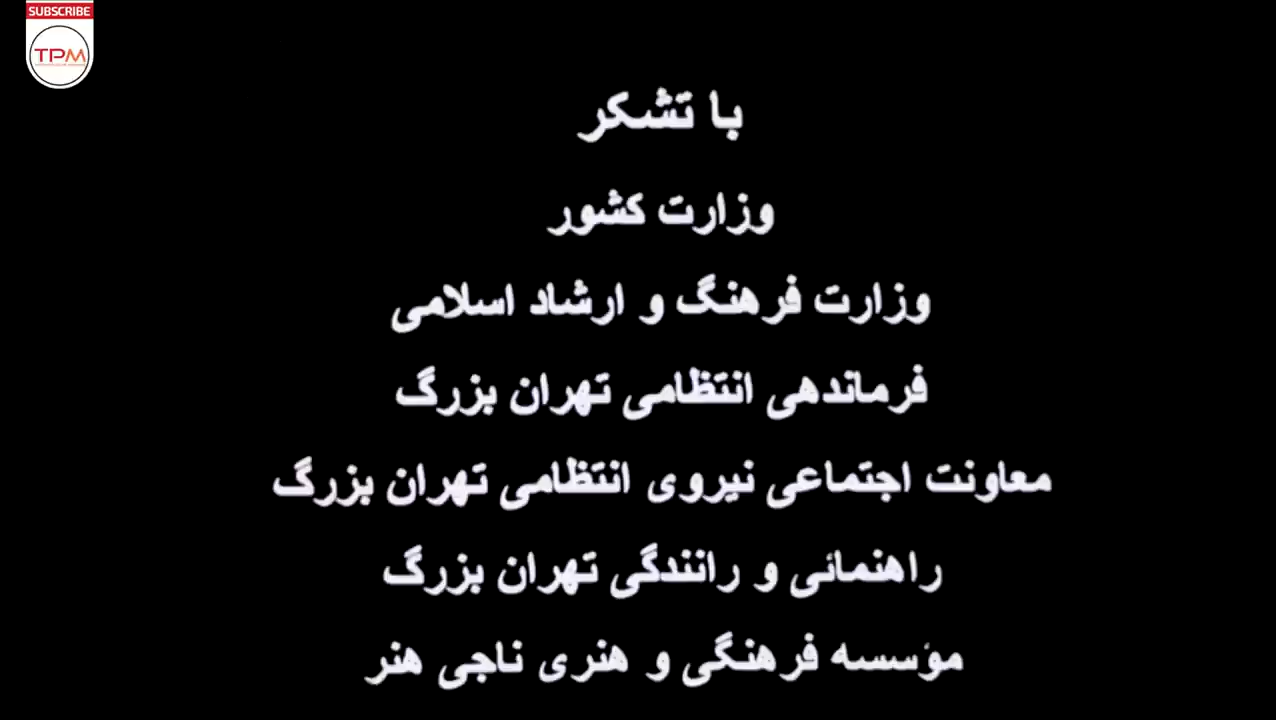 SUBSCRIBE
TPM
با تشکر
وزارت کشور
وزارت فرهنگ و ارشاد اسلامی
فرماندهی انتظامی تهران بزرگ
معاونت اجتماعی نیروی انتظامی تهران بزرگ
راهنمائی و رانندگی تهران بزرگ
مؤسسه فرهنگی و هنری ناجی هنر